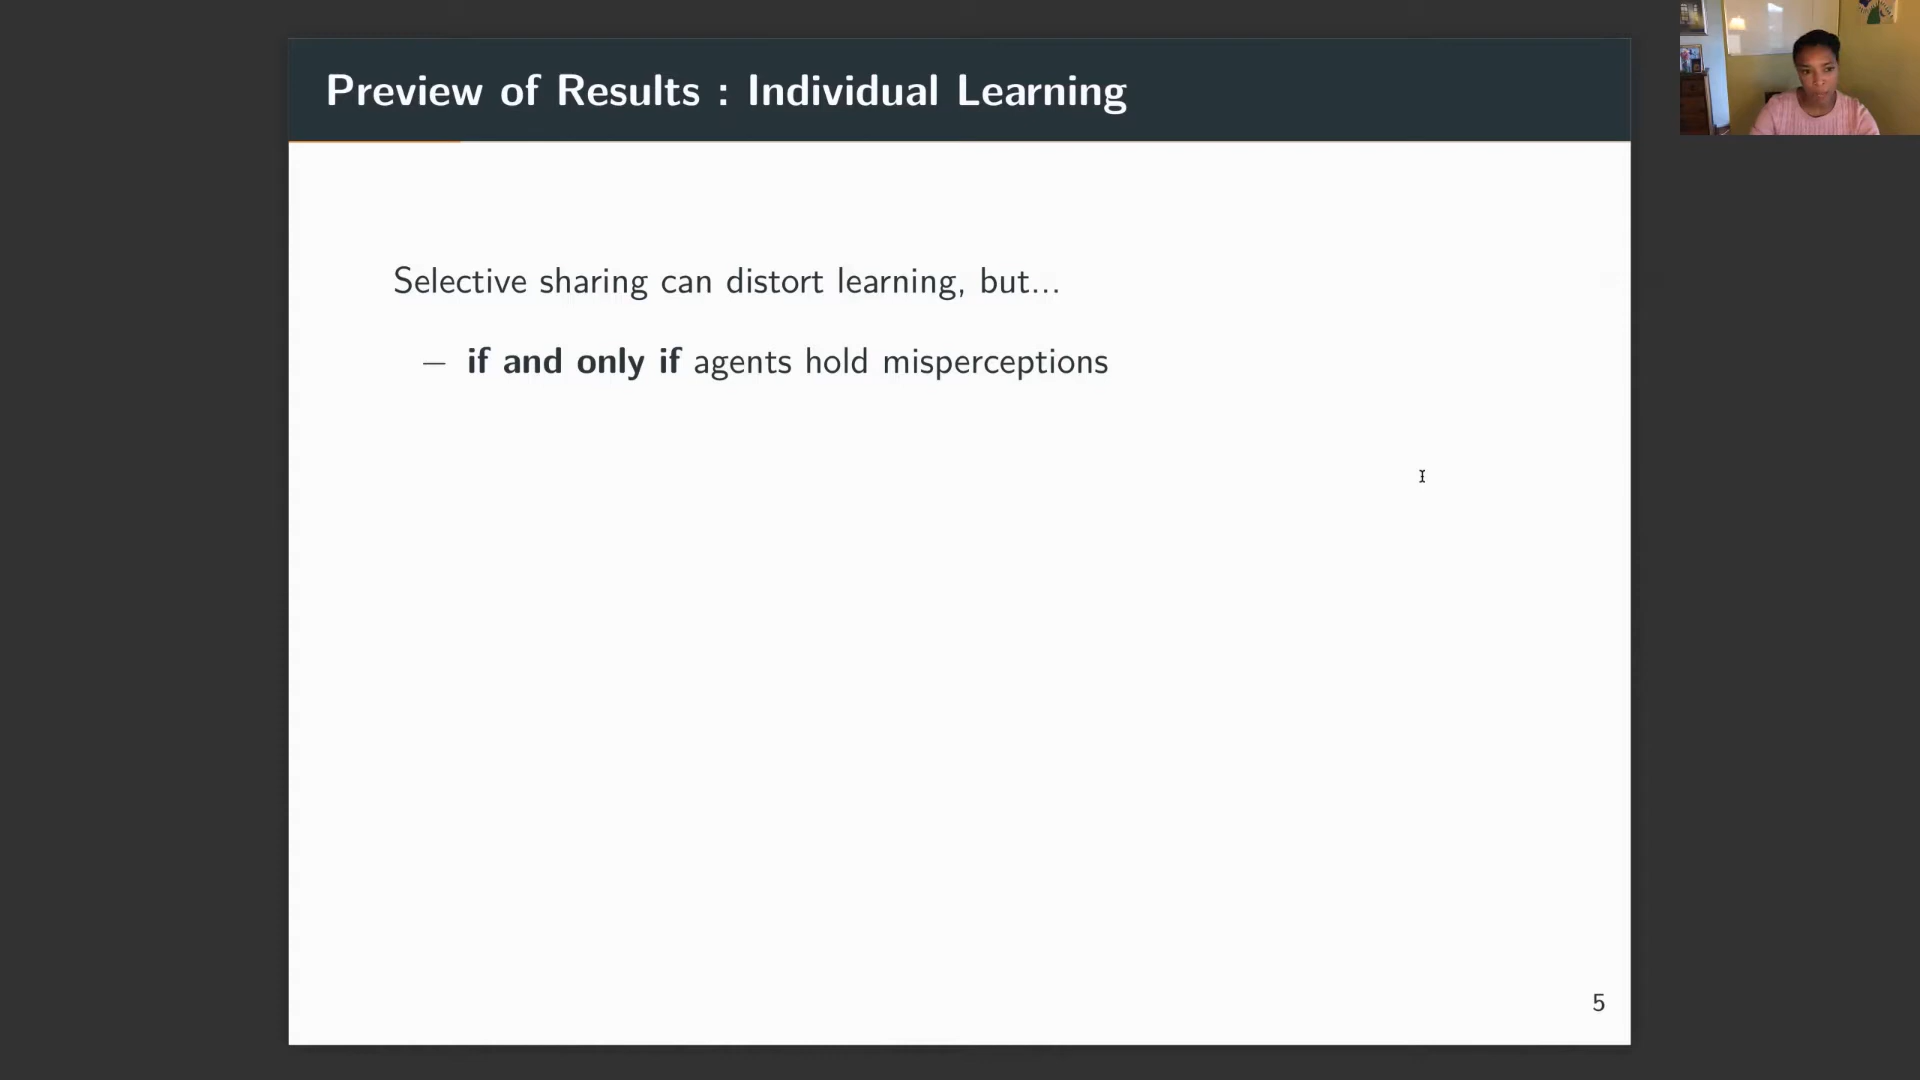 Preview of Results : Individual Learning
Selective sharing can distort learning, but...
— if and only if agents hold misperceptions
5